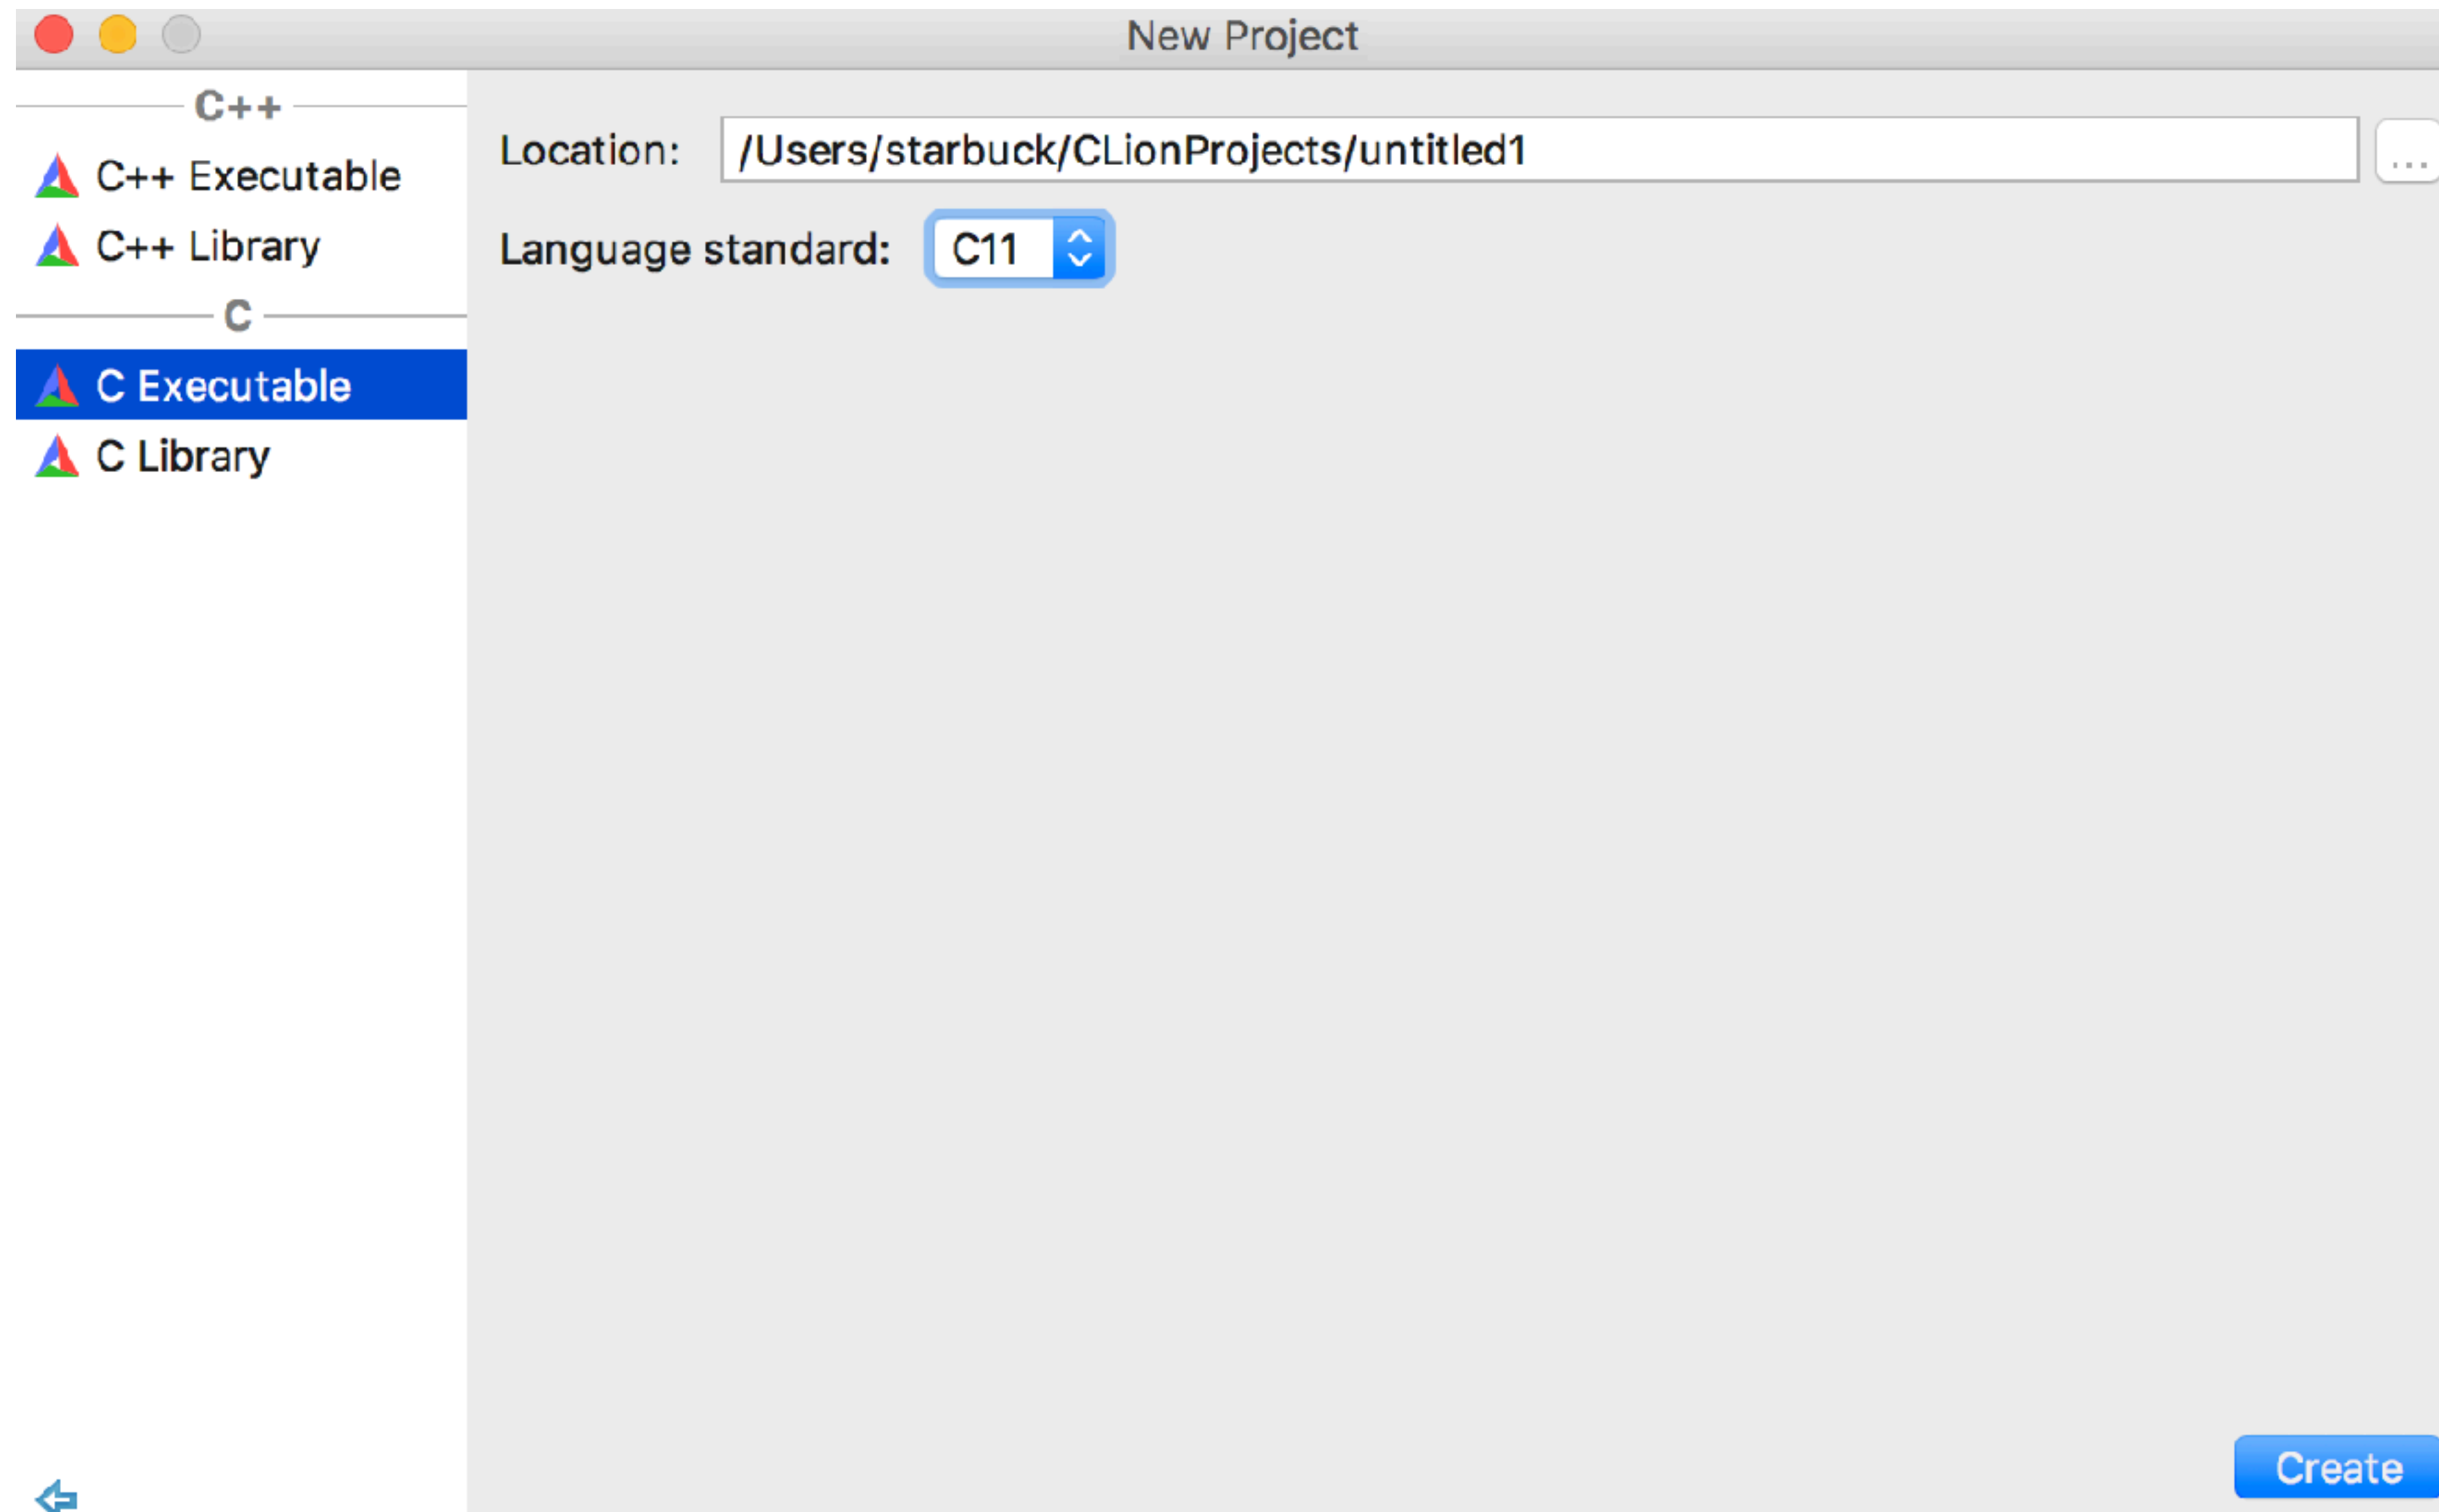 New Project
C++
C++ Executable
C++ Library
C
C Executable
C Library
Location: /Users/starbuck/CLionProjects/untitled1 ...
Language standard: C11
Create